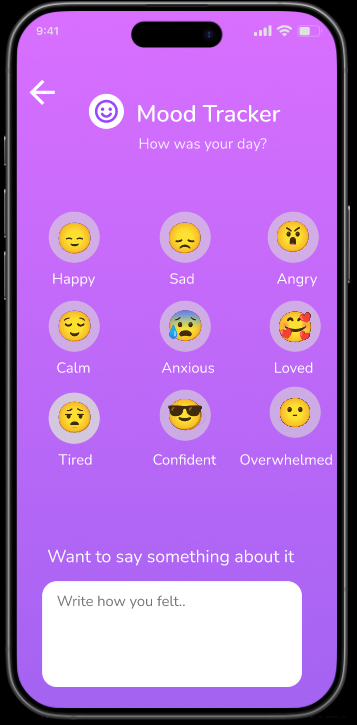 9:41
Mood Tracker
How was your day?
Happy Sad Angry
Calm Anxious Loved
Tired Confident Overwhelmed
Want to say something about it
Write how you felt..